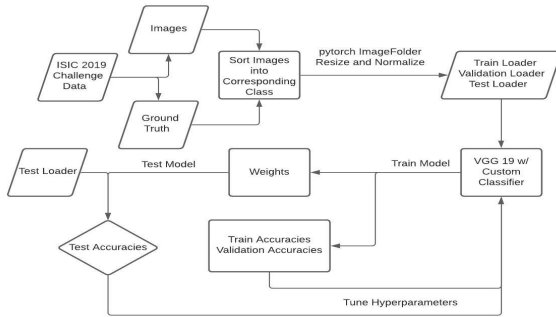 Images
ISIC 2019
Challenge
Data
Ground
Truth
Sort Images
into
Corresponding
Class
pytorch ImageFolder
Resize and Normalize
Train Loader
Validation Loader
Test Loader
Test Loader
Test Model
Weights
Train Model
VGG 19 w/
Custom
Classifier
Test Accuracies
Train Accuracies
Validation Accuracies
Tune Hyperparameters